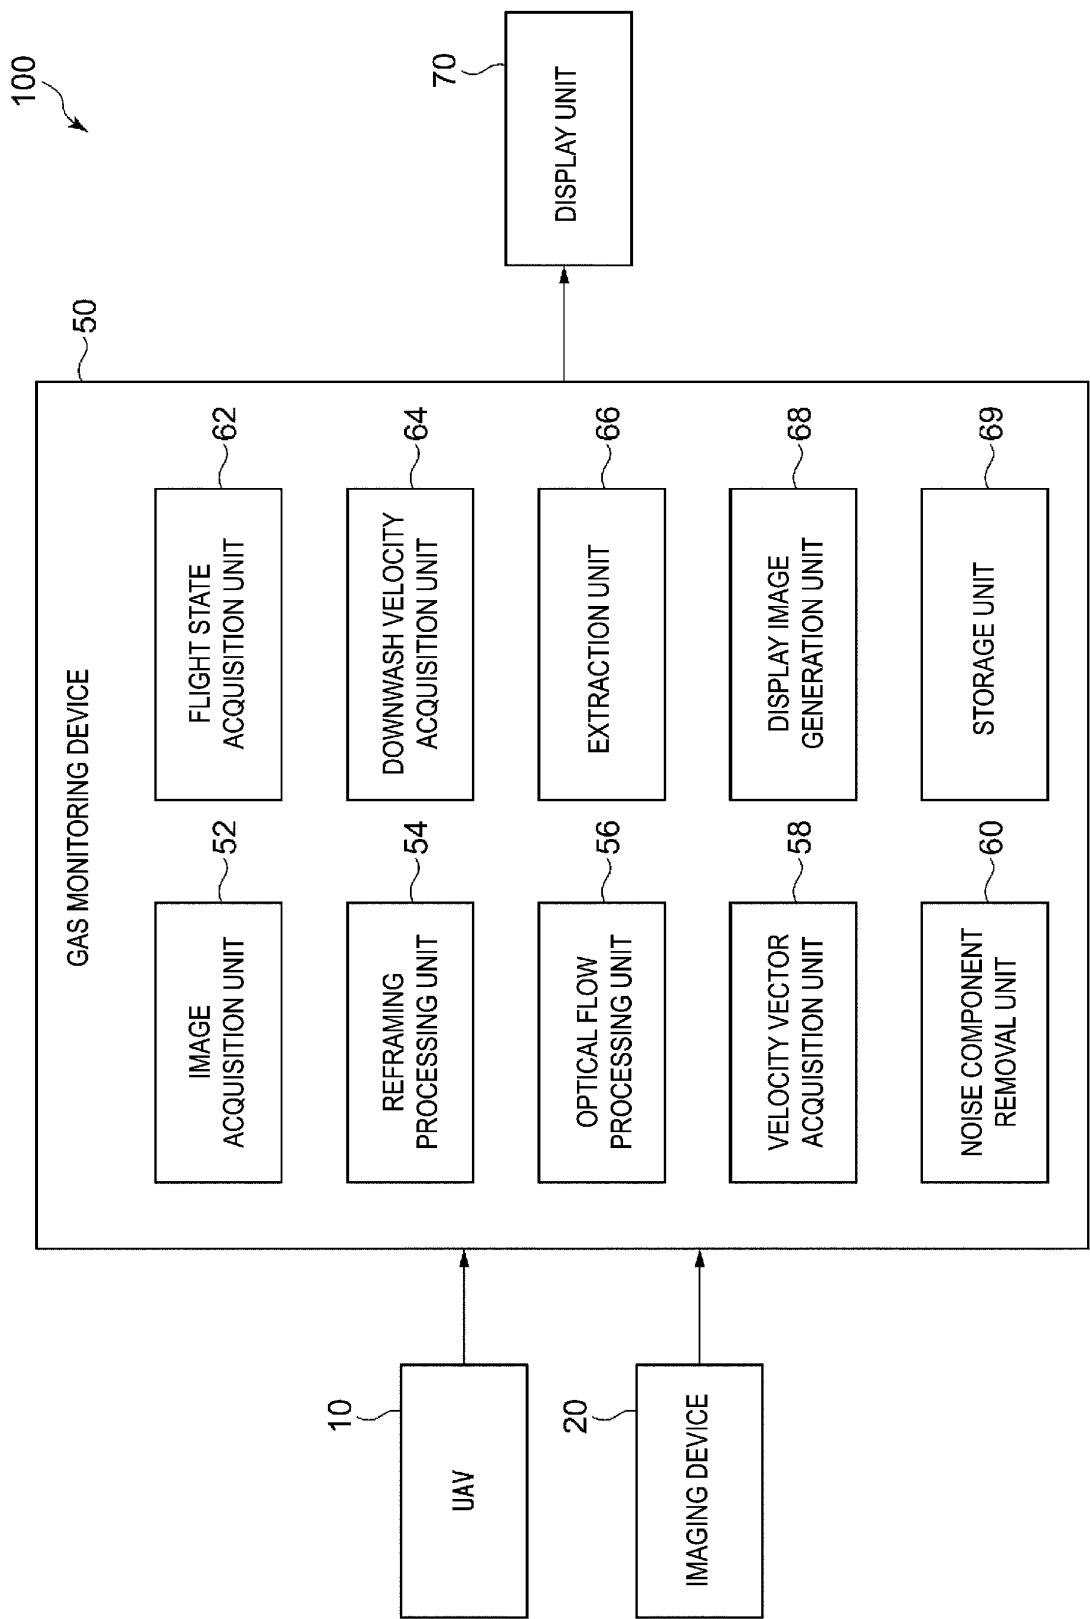 100
50
GAS MONITORING DEVICE
10
UAV
20
IMAGING DEVICE
52
IMAGE
ACQUISITION UNIT
54
REFRAMING
PROCESSING UNIT
56
OPTICAL FLOW
PROCESSING UNIT
58
VELOCITY VECTOR
ACQUISITION UNIT
60
NOISE COMPONENT
REMOVAL UNIT
62
FLIGHT STATE
ACQUISITION UNIT
64
DOWNWASH VELOCITY
ACQUISITION UNIT
66
EXTRACTION UNIT
68
DISPLAY IMAGE
GENERATION UNIT
69
STORAGE UNIT
70
DISPLAY UNIT